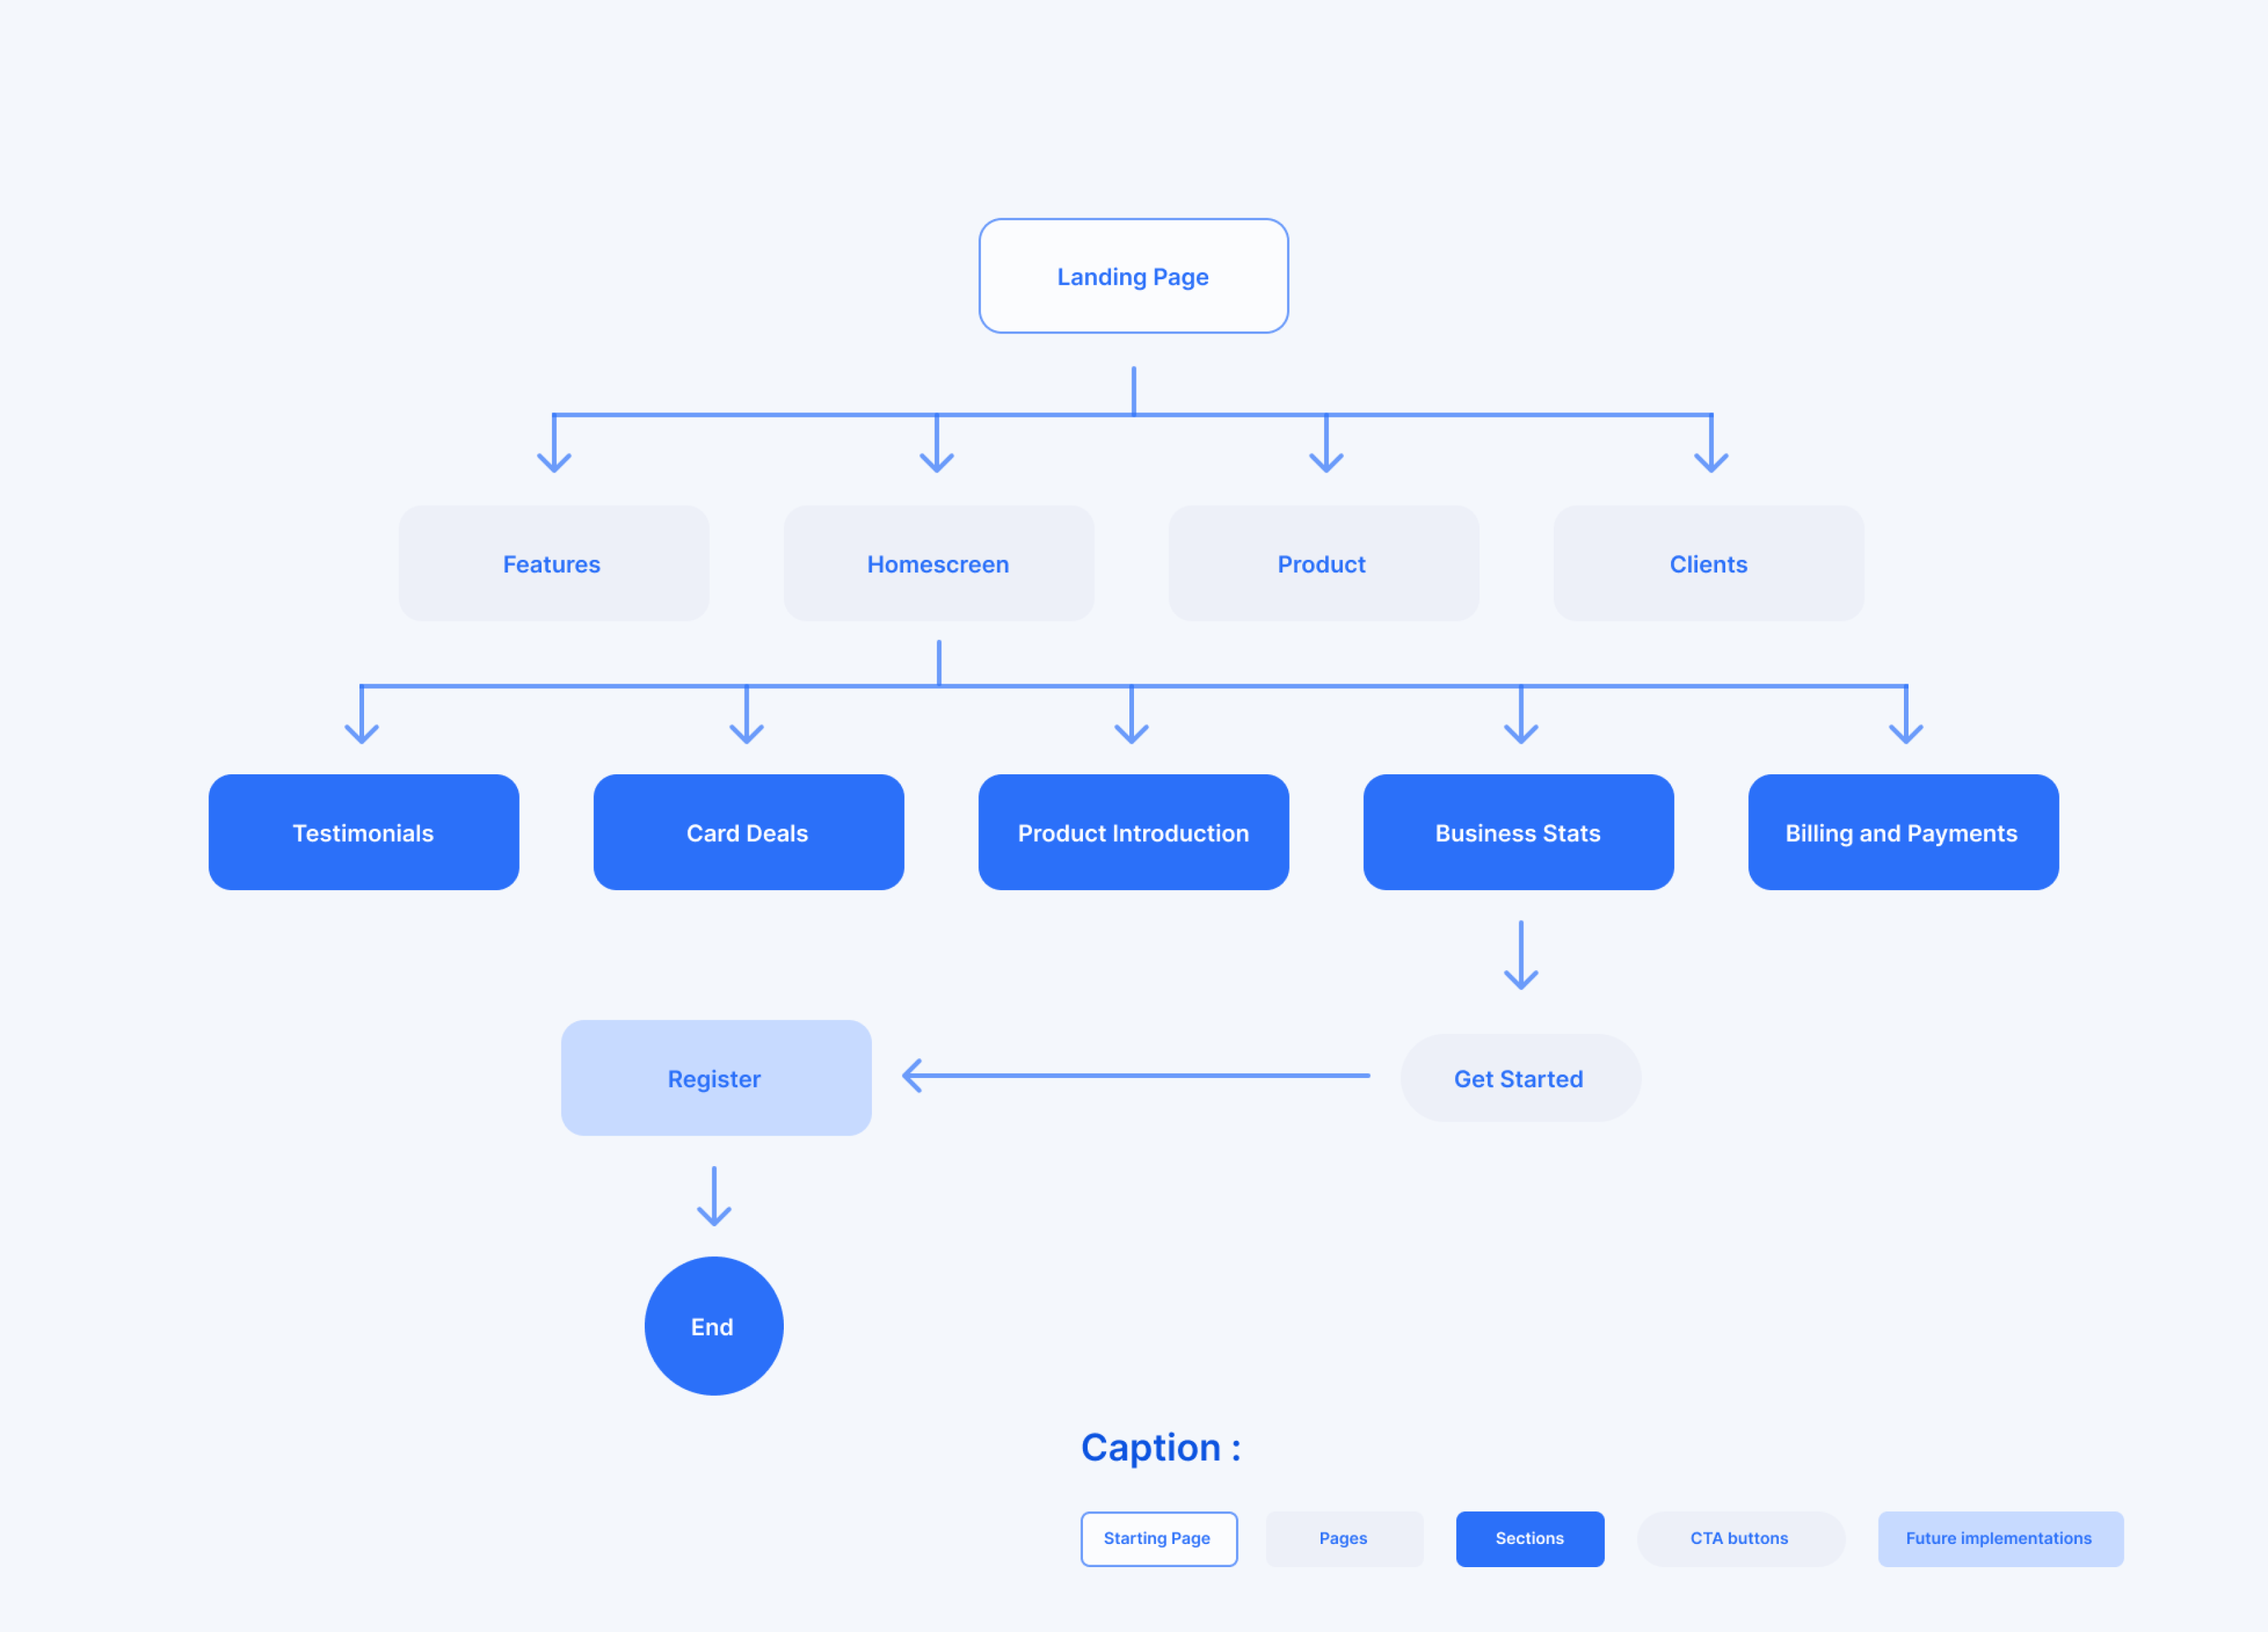 Landing Page
Features
Homescreen
Product
Clients
Testimonials
Card Deals
Product Introduction
Business Stats
Billing and Payments
Register
Get Started
End
Caption :
Starting Page
Pages
Sections
CTA buttons
Future implementations